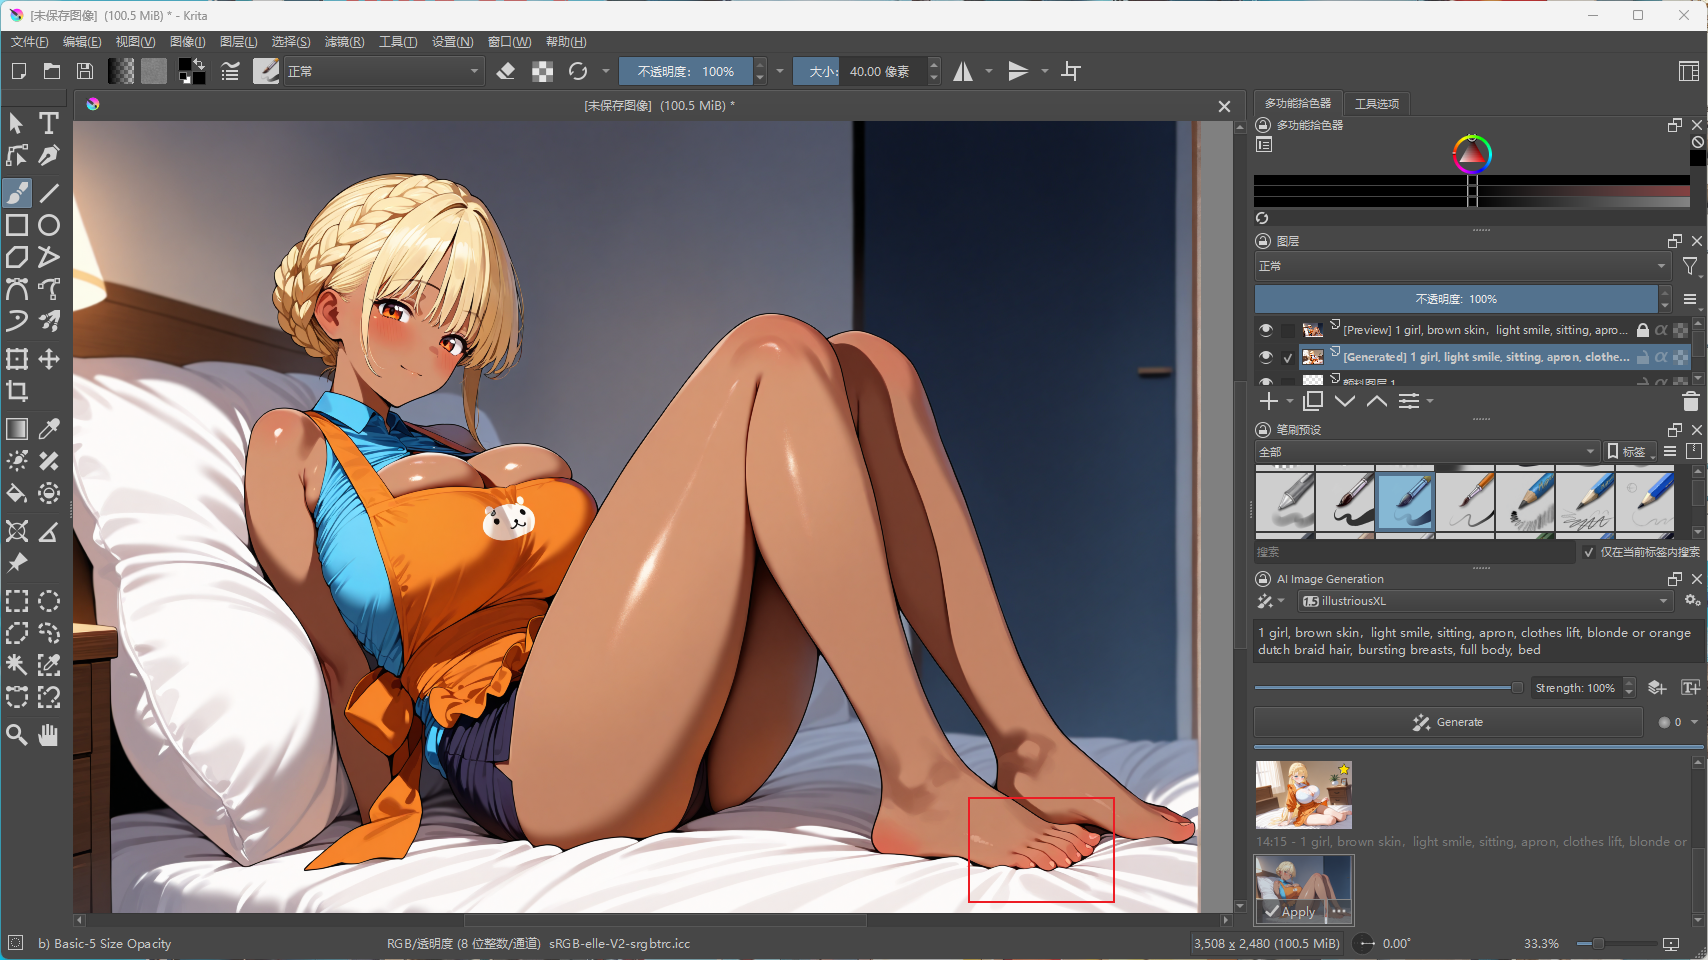 [未保存图像] (100.5 MiB) * - Krita
文件(F) 编辑(E) 视图(V) 图像(I) 图层(L) 选择(S) 滤镜(R) 工具(T) 设置(N) 窗口(W) 帮助(H)
正常 不透明度: 100% 大小: 40.00 像素
[未保存图像] (100.5 MiB) *
多功能拾色器 工具选项
多功能拾色器
图层
正常
不透明度: 100%
[Preview] 1 girl, brown skin, light smile, sitting, apro...
[Generated] 1 girl, light smile, sitting, apron, clothe...
颜料图层 1
笔刷预设
全部 标签
搜索 仅在当前标签内搜索
AI Image Generation
1.5 illustriousXL
1 girl, brown skin, light smile, sitting, apron, clothes lift, blonde or orange
dutch braid hair, bursting breasts, full body, bed
Strength: 100%
Generate 0
14:15 - 1 girl, brown skin, light smile, sitting, apron, clothes lift, blonde or
Apply ...
b) Basic-5 Size Opacity RGB/透明度 (8 位整数/通道) sRGB-elle-V2-srgbtrc.icc 3,508 x 2,480 (100.5 MiB) 0.00° 33.3%